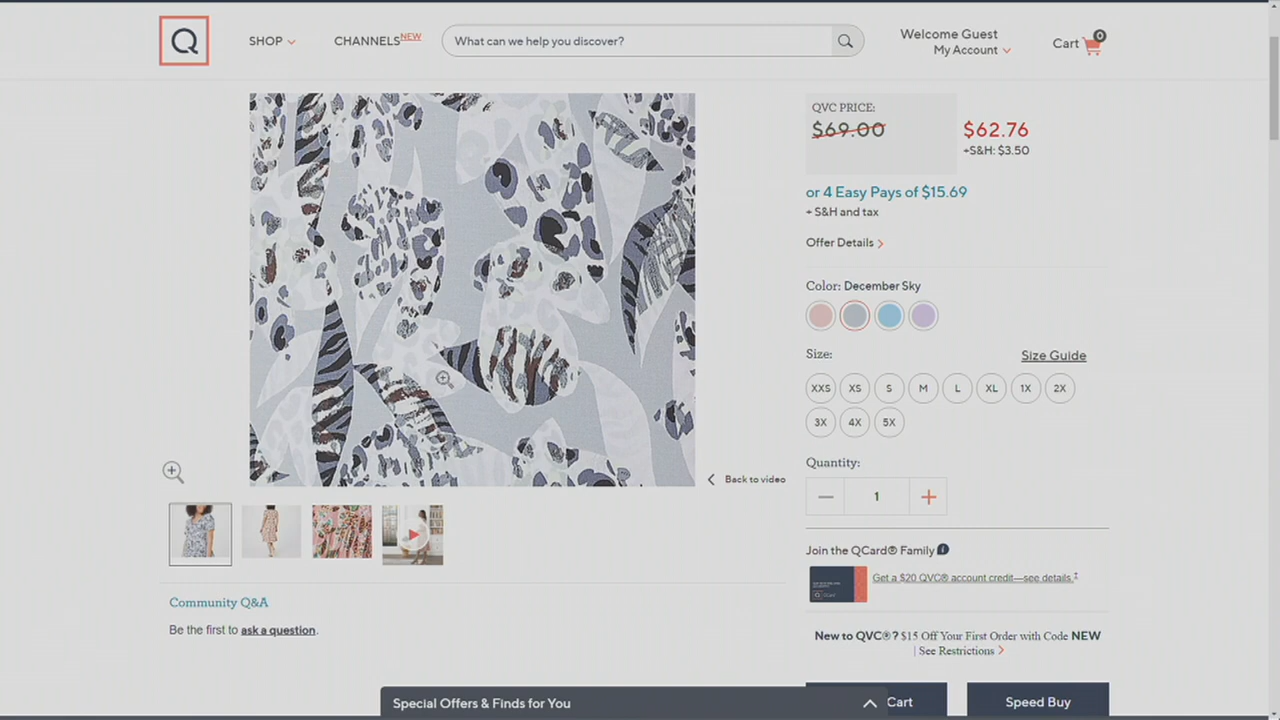 Q
SHOP
CHANNELS NEW
What can we help you discover?
Welcome Guest
My Account
Cart 0
QVC PRICE:
$69.00
$62.76
+S&H: $3.50
or 4 Easy Pays of $15.69
+ S&H and tax
Offer Details
Color: December Sky
Size:
Size Guide
XXS XS S M L XL 1X 2X
3X 4X 5X
Back to video
Quantity:
1
Join the QCard® Family
Get a $20 QVC® account credit—see details.‡
Community Q&A
Be the first to ask a question.
New to QVC®? $15 Off Your First Order with Code NEW
| See Restrictions
Special Offers & Finds for You
Cart
Speed Buy